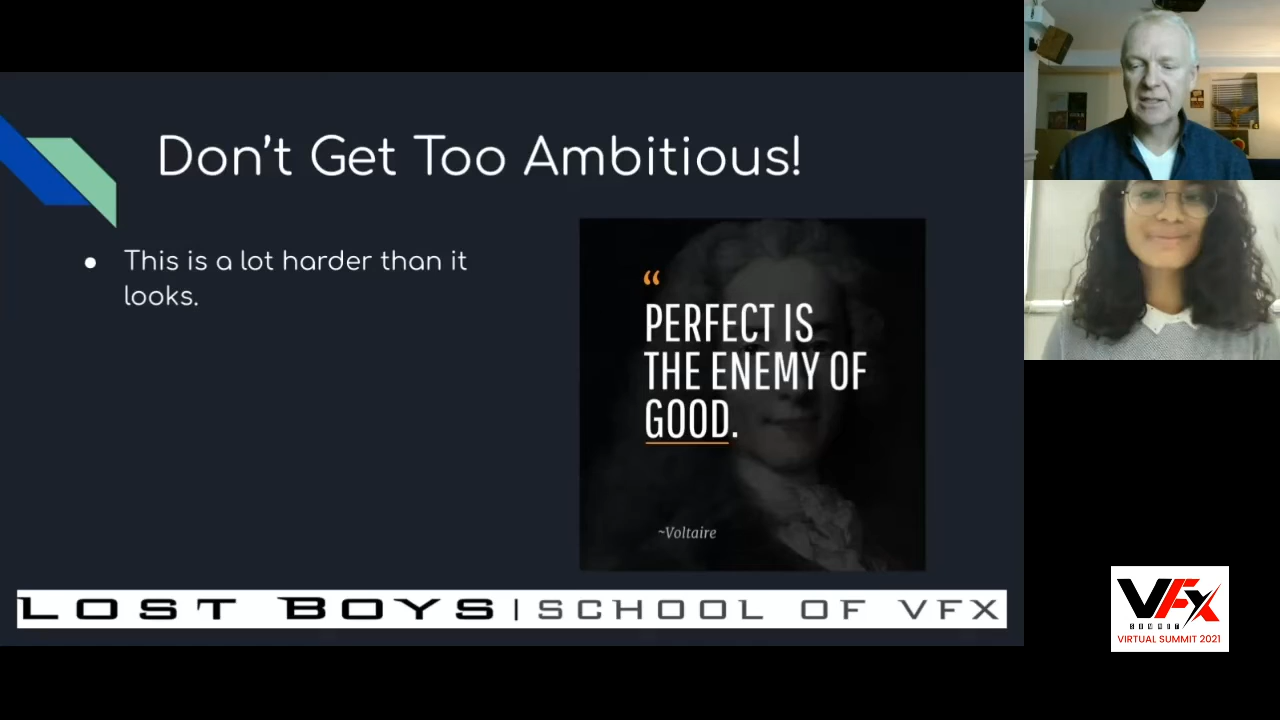 Don't Get Too Ambitious!
● This is a lot harder than it
looks.
“
PERFECT IS
THE ENEMY OF
GOOD.
~Voltaire
LOST BOYS|SCHOOL OF VFX
VFX
SUMMIT
VIRTUAL SUMMIT 2021